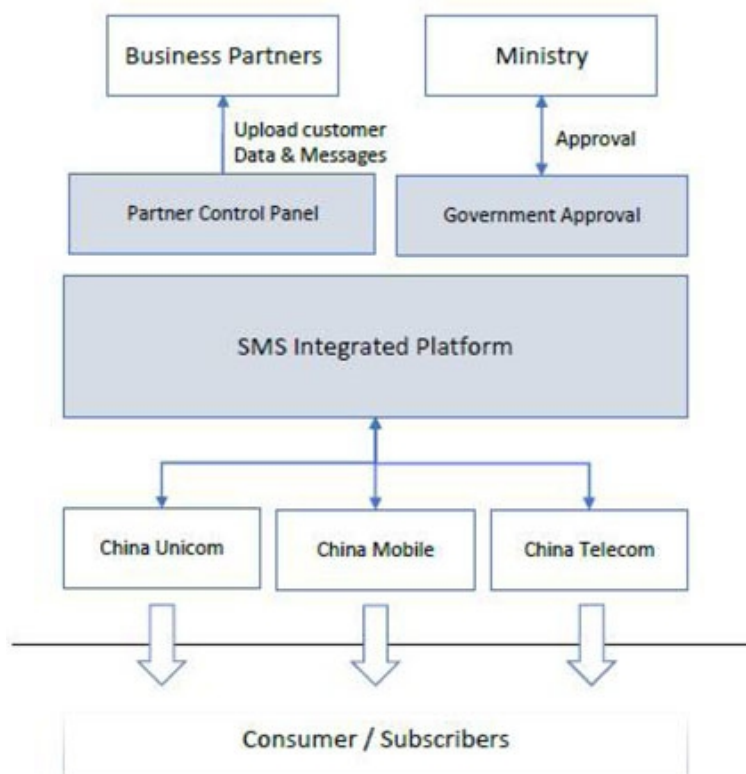 Business Partners
Ministry
Upload customer
Data & Messages
Approval
Partner Control Panel
Government Approval
SMS Integrated Platform
China Unicom
China Mobile
China Telecom
Consumer / Subscribers